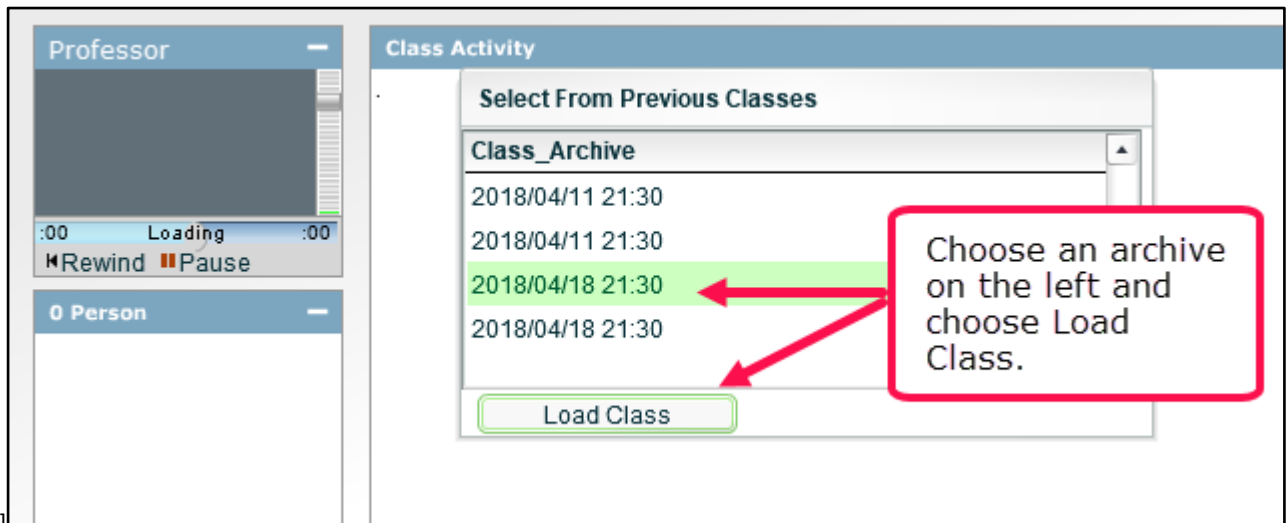 Professor
:00 Loading :00
Rewind Pause
0 Person
Class Activity
.
Select From Previous Classes
Class_Archive
2018/04/11 21:30
2018/04/11 21:30
2018/04/18 21:30
2018/04/18 21:30
Load Class
Choose an archive
on the left and
choose Load
Class.